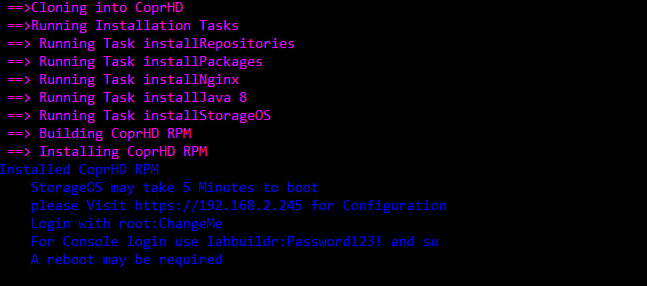 ==>Cloning into CoprHD
==>Running Installation Tasks
==> Running Task installRepositories
==> Running Task installPackages
==> Running Task installNginx
==> Running Task installJava 8
==> Running Task installStorageOS
==> Building CoprHD RPM
==> Installing CoprHD RPM
Installed CoprHD RPM
StorageOS may take 5 Minutes to boot
please Visit https://192.168.2.245 for Configuration
Login with root:ChangeMe
For Console login use labbuildr:Password123! and su
A reboot may be required